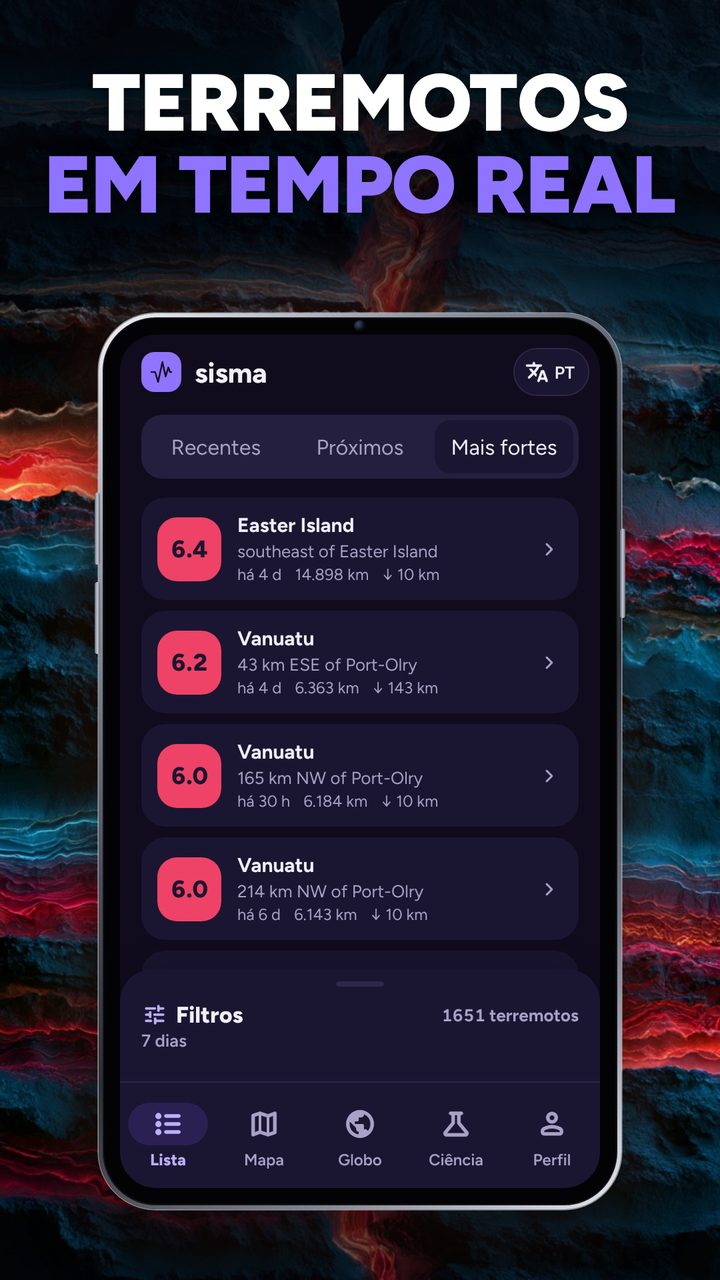 TERREMOTOS
EM TEMPO REAL
sisma
PT
Recentes Próximos Mais fortes
6.4
Easter Island
southeast of Easter Island
há 4 d 14.898 km ↓ 10 km
6.2
Vanuatu
43 km ESE of Port-Olry
há 4 d 6.363 km ↓ 143 km
6.0
Vanuatu
165 km NW of Port-Olry
há 30 h 6.184 km ↓ 10 km
6.0
Vanuatu
214 km NW of Port-Olry
há 6 d 6.143 km ↓ 10 km
Filtros 1651 terremotos
7 dias
Lista Mapa Globo Ciência Perfil